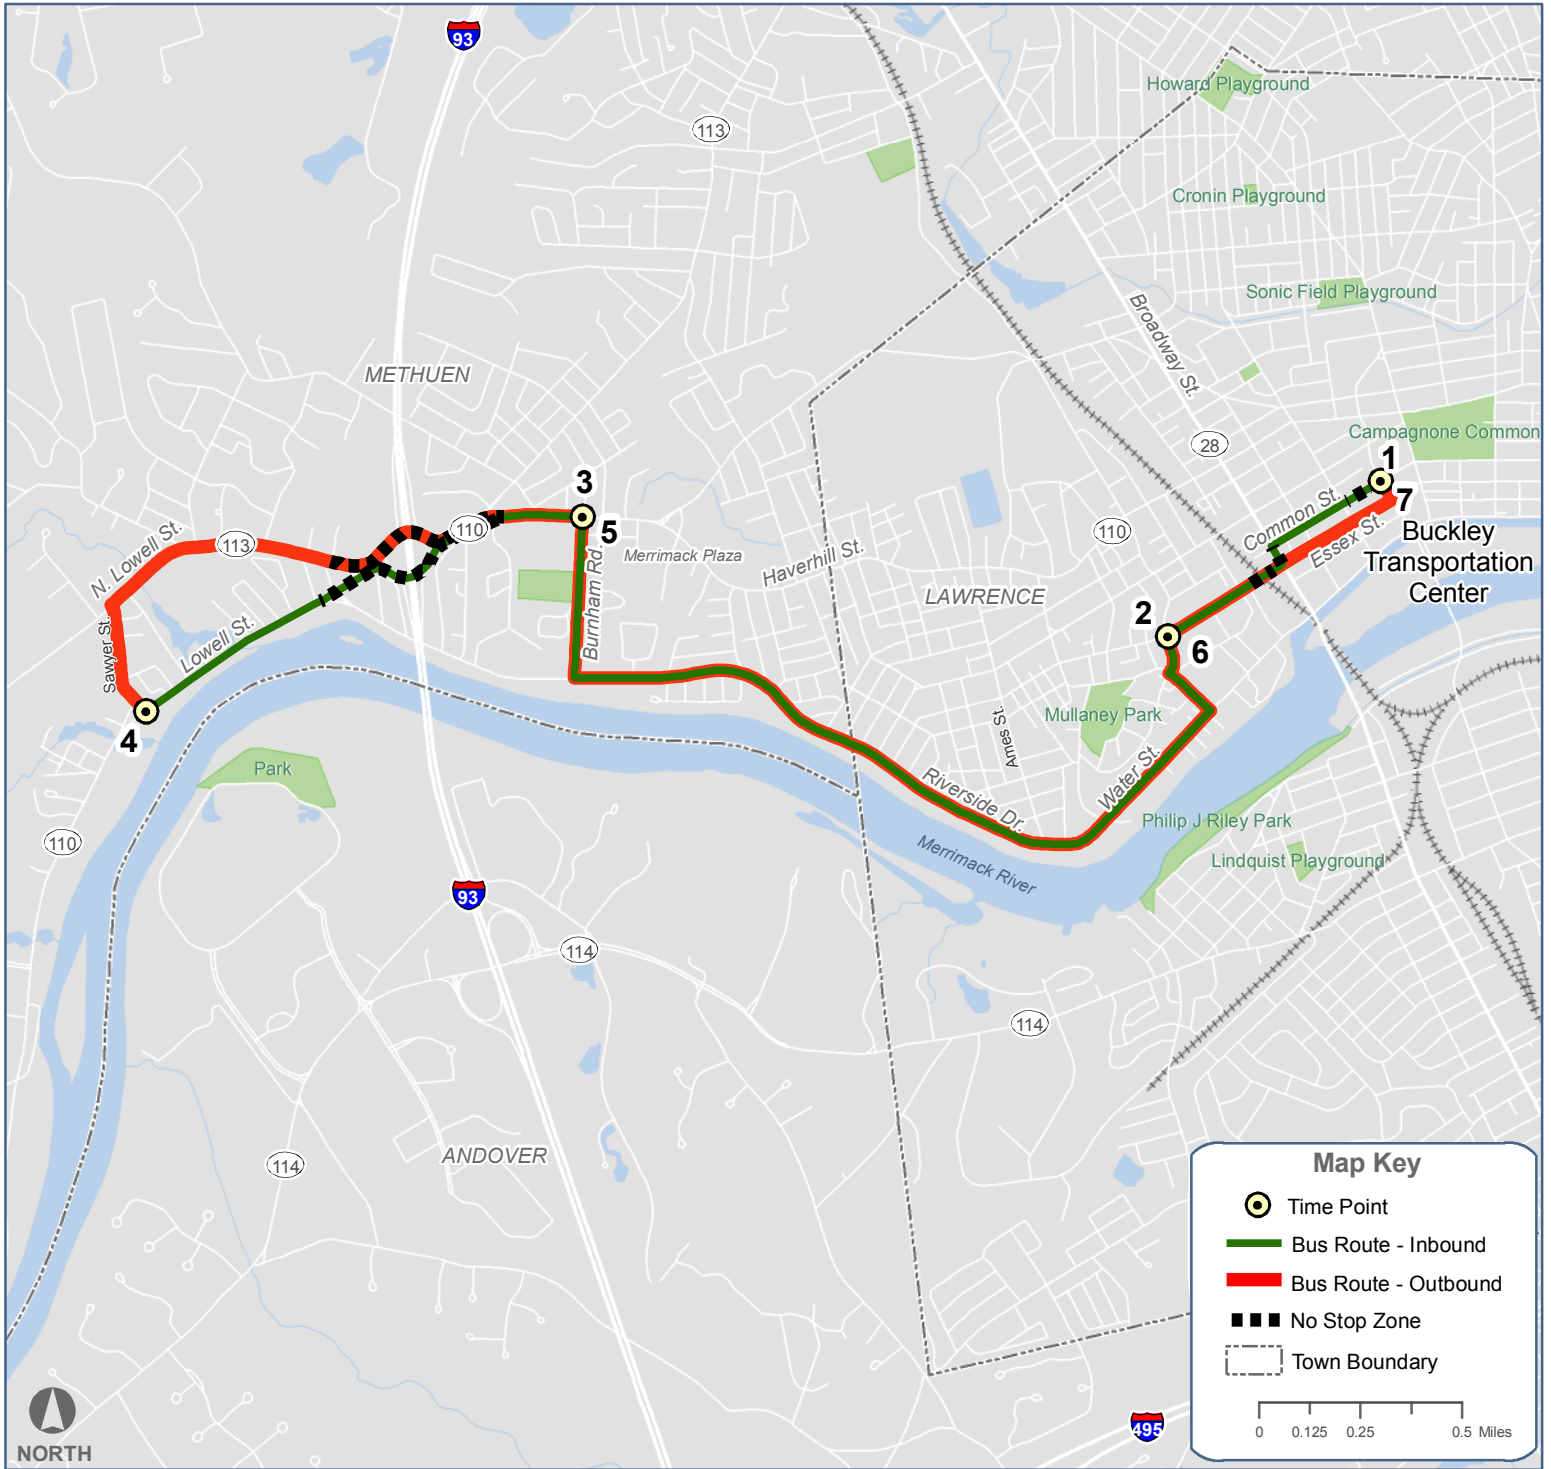 93
Howard Playground
113
Cronin Playground
Sonic Field Playground
Broadway St.
METHUEN
28
Campagnone Common
1
3
7
Common St.
Essex St.
Buckley
Transportation
Center
N. Lowell St.
113
110
5
Merrimack Plaza
Haverhill St.
110
Burnham Rd.
LAWRENCE
2
6
Sawyer St.
Lowell St.
4
Mullaney Park
Ames St.
Water St.
Park
Riverside Dr.
Philip J Riley Park
110
Merrimack River
Lindquist Playground
93
114
114
ANDOVER
114
Map Key
Time Point
Bus Route - Inbound
Bus Route - Outbound
No Stop Zone
Town Boundary
0 0.125 0.25 0.5 Miles
495
NORTH